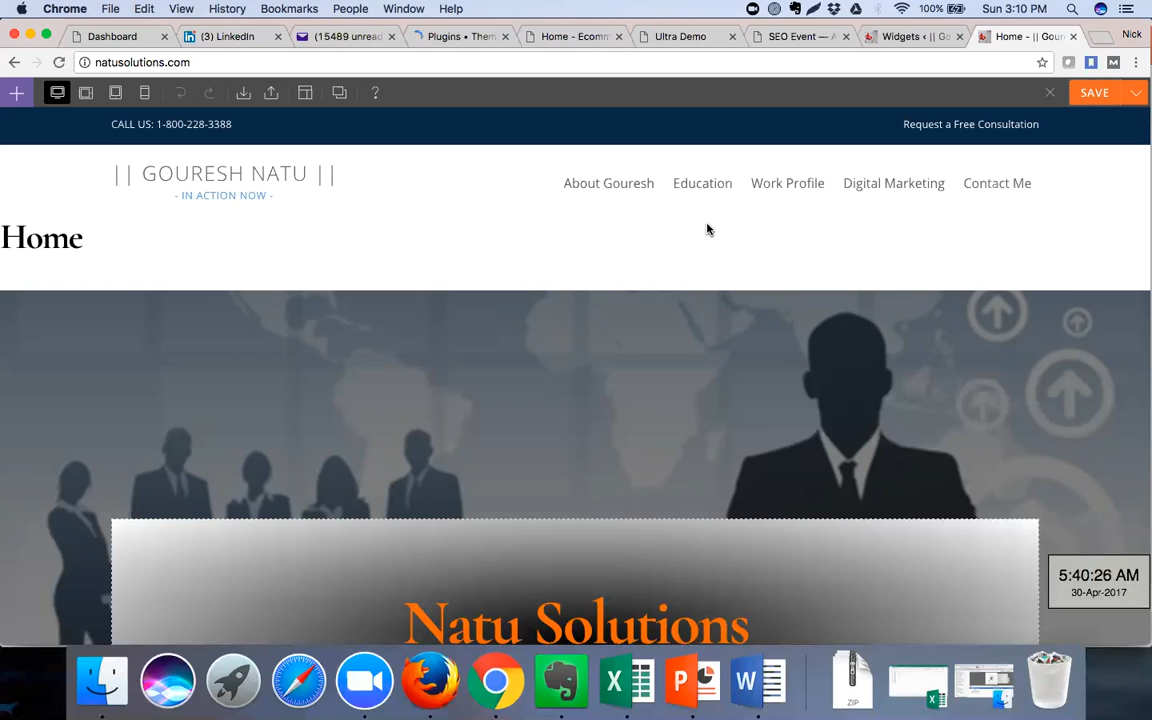 Chrome File Edit View History Bookmarks People Window Help 100% Sun 3:10 PM
Dashboard (3) LinkedIn (15489 unread Plugins • Them Home - Ecomm Ultra Demo SEO Event — A Widgets ‹ || Go Home - || Gour Nick
natusolutions.com
SAVE
CALL US: 1-800-228-3388 Request a Free Consultation
|| GOURESH NATU ||
- IN ACTION NOW -
About Gouresh Education Work Profile Digital Marketing Contact Me
Home
Natu Solutions
5:40:26 AM
30-Apr-2017
ZIP